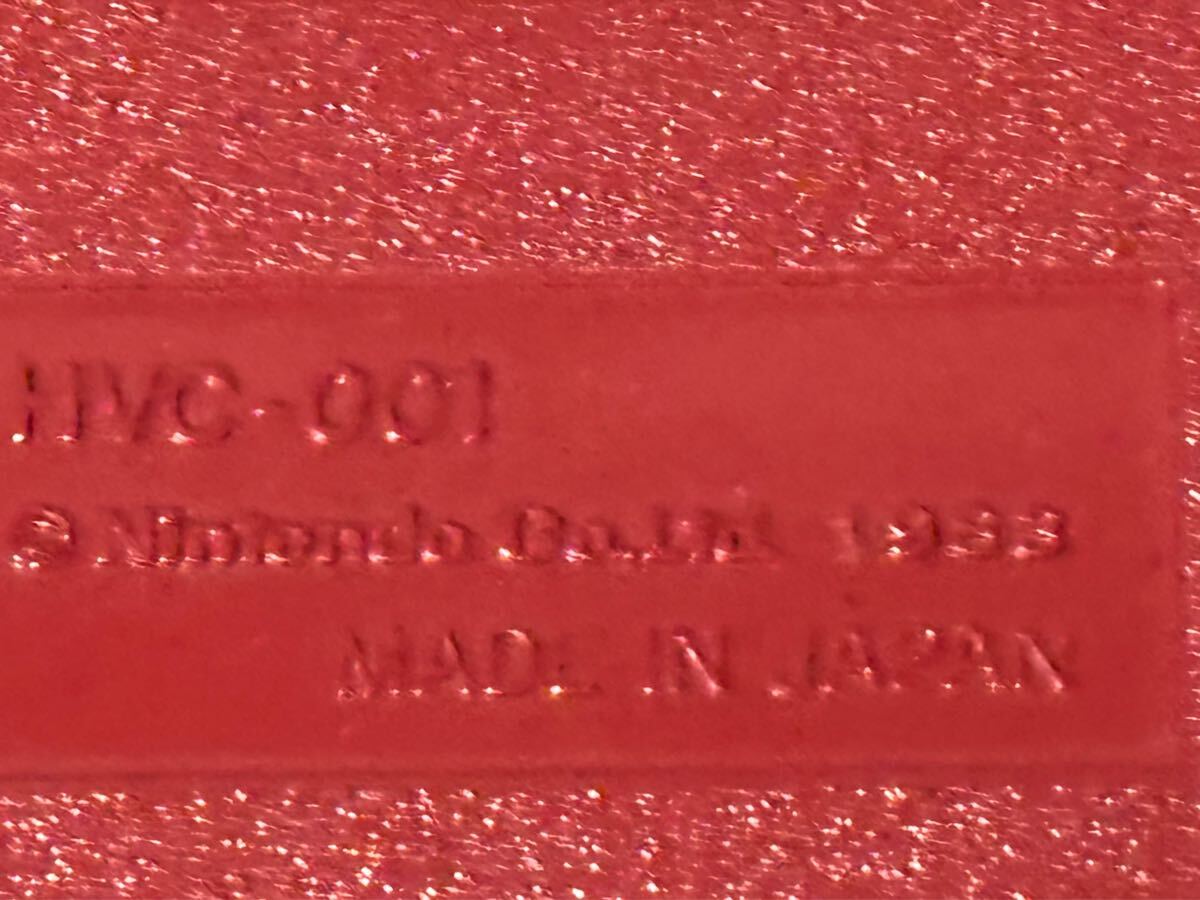 HVC-001
© Nintendo Co.,Ltd. 1983
MADE IN JAPAN